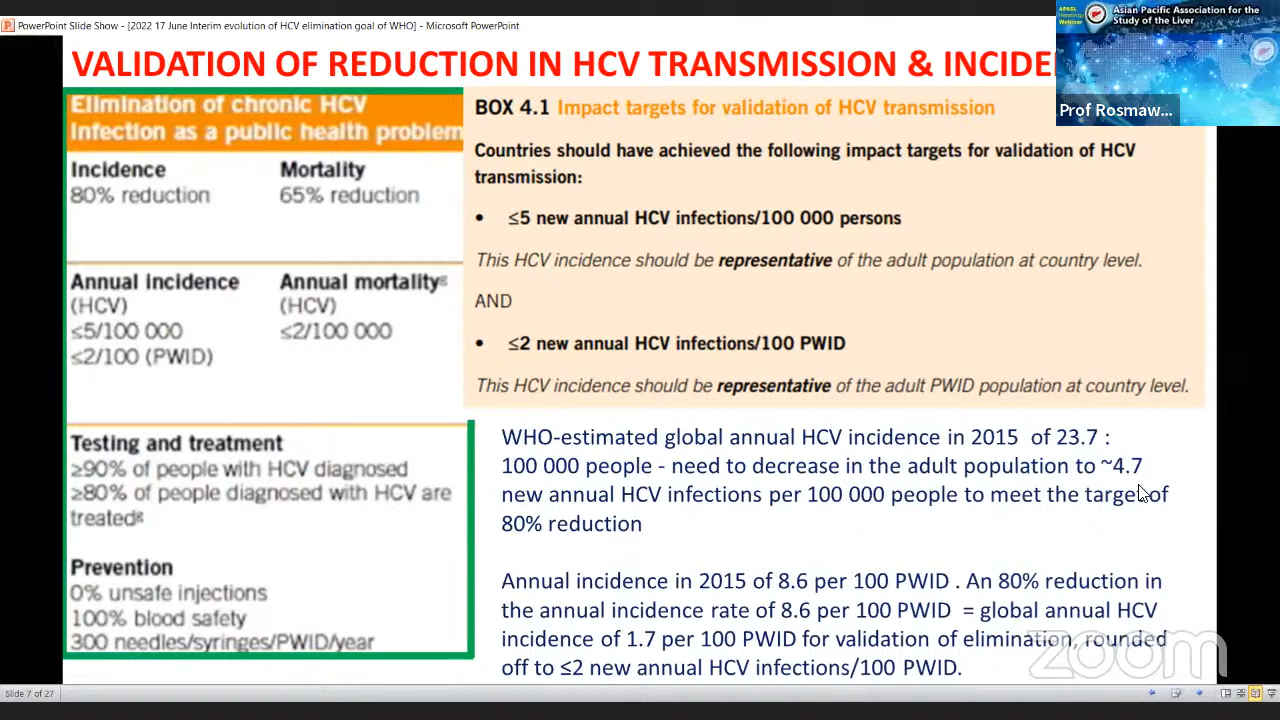 PowerPoint Slide Show - [2022 17 June Interim evolution of HCV elimination goal of WHO] - Microsoft PowerPoint
APASL
Webinar
Asian Pacific Association for the
Study of the Liver
Prof Rosmaw...
VALIDATION OF REDUCTION IN HCV TRANSMISSION & INCIDE
Elimination of chronic HCV
infection as a public health problem
Incidence
80% reduction
Mortality
65% reduction
Annual incidence
(HCV)
≤5/100 000
≤2/100 (PWID)
Annual mortalityᵍ
(HCV)
≤2/100 000
Testing and treatment
≥90% of people with HCV diagnosed
≥80% of people diagnosed with HCV are
treatedᵍ
Prevention
0% unsafe injections
100% blood safety
300 needles/syringes/PWID/year
BOX 4.1 Impact targets for validation of HCV transmission
Countries should have achieved the following impact targets for validation of HCV
transmission:
• ≤5 new annual HCV infections/100 000 persons
This HCV incidence should be representative of the adult population at country level.
AND
• ≤2 new annual HCV infections/100 PWID
This HCV incidence should be representative of the adult PWID population at country level.
WHO-estimated global annual HCV incidence in 2015 of 23.7 :
100 000 people - need to decrease in the adult population to ~4.7
new annual HCV infections per 100 000 people to meet the target of
80% reduction
Annual incidence in 2015 of 8.6 per 100 PWID . An 80% reduction in
the annual incidence rate of 8.6 per 100 PWID = global annual HCV
incidence of 1.7 per 100 PWID for validation of elimination, rounded
off to ≤2 new annual HCV infections/100 PWID.
zoom
Slide 7 of 27